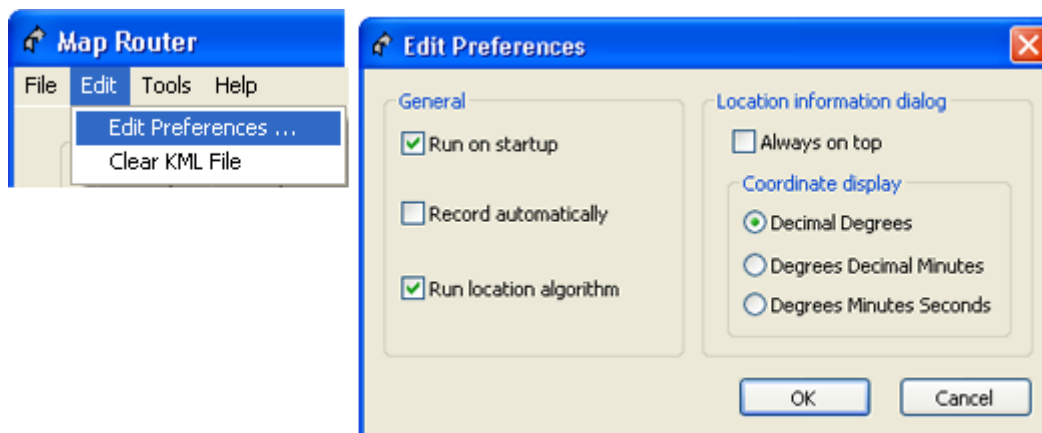 Map Router
File Edit Tools Help
Edit Preferences ...
Clear KML File
Edit Preferences
General
Run on startup
Record automatically
Run location algorithm
Location information dialog
Always on top
Coordinate display
Decimal Degrees
Degrees Decimal Minutes
Degrees Minutes Seconds
OK Cancel